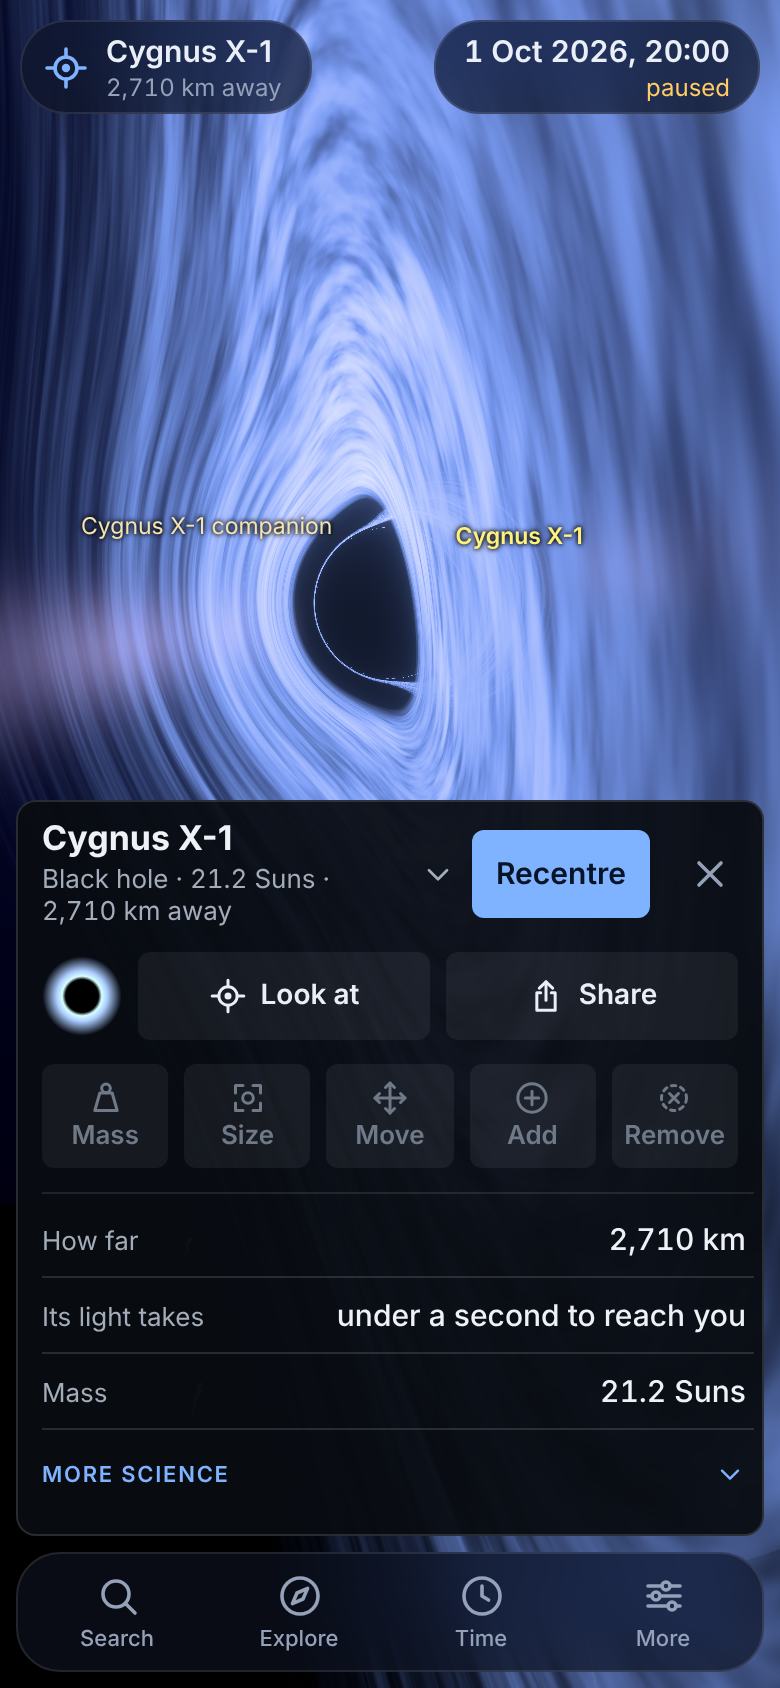 Cygnus X-1
2,710 km away
1 Oct 2026, 20:00
paused
Cygnus X-1 companion
Cygnus X-1
Cygnus X-1
Black hole · 21.2 Suns ·
2,710 km away
Recentre
Look at
Share
Mass
Size
Move
Add
Remove
How far
2,710 km
Its light takes
under a second to reach you
Mass
21.2 Suns
MORE SCIENCE
Search
Explore
Time
More